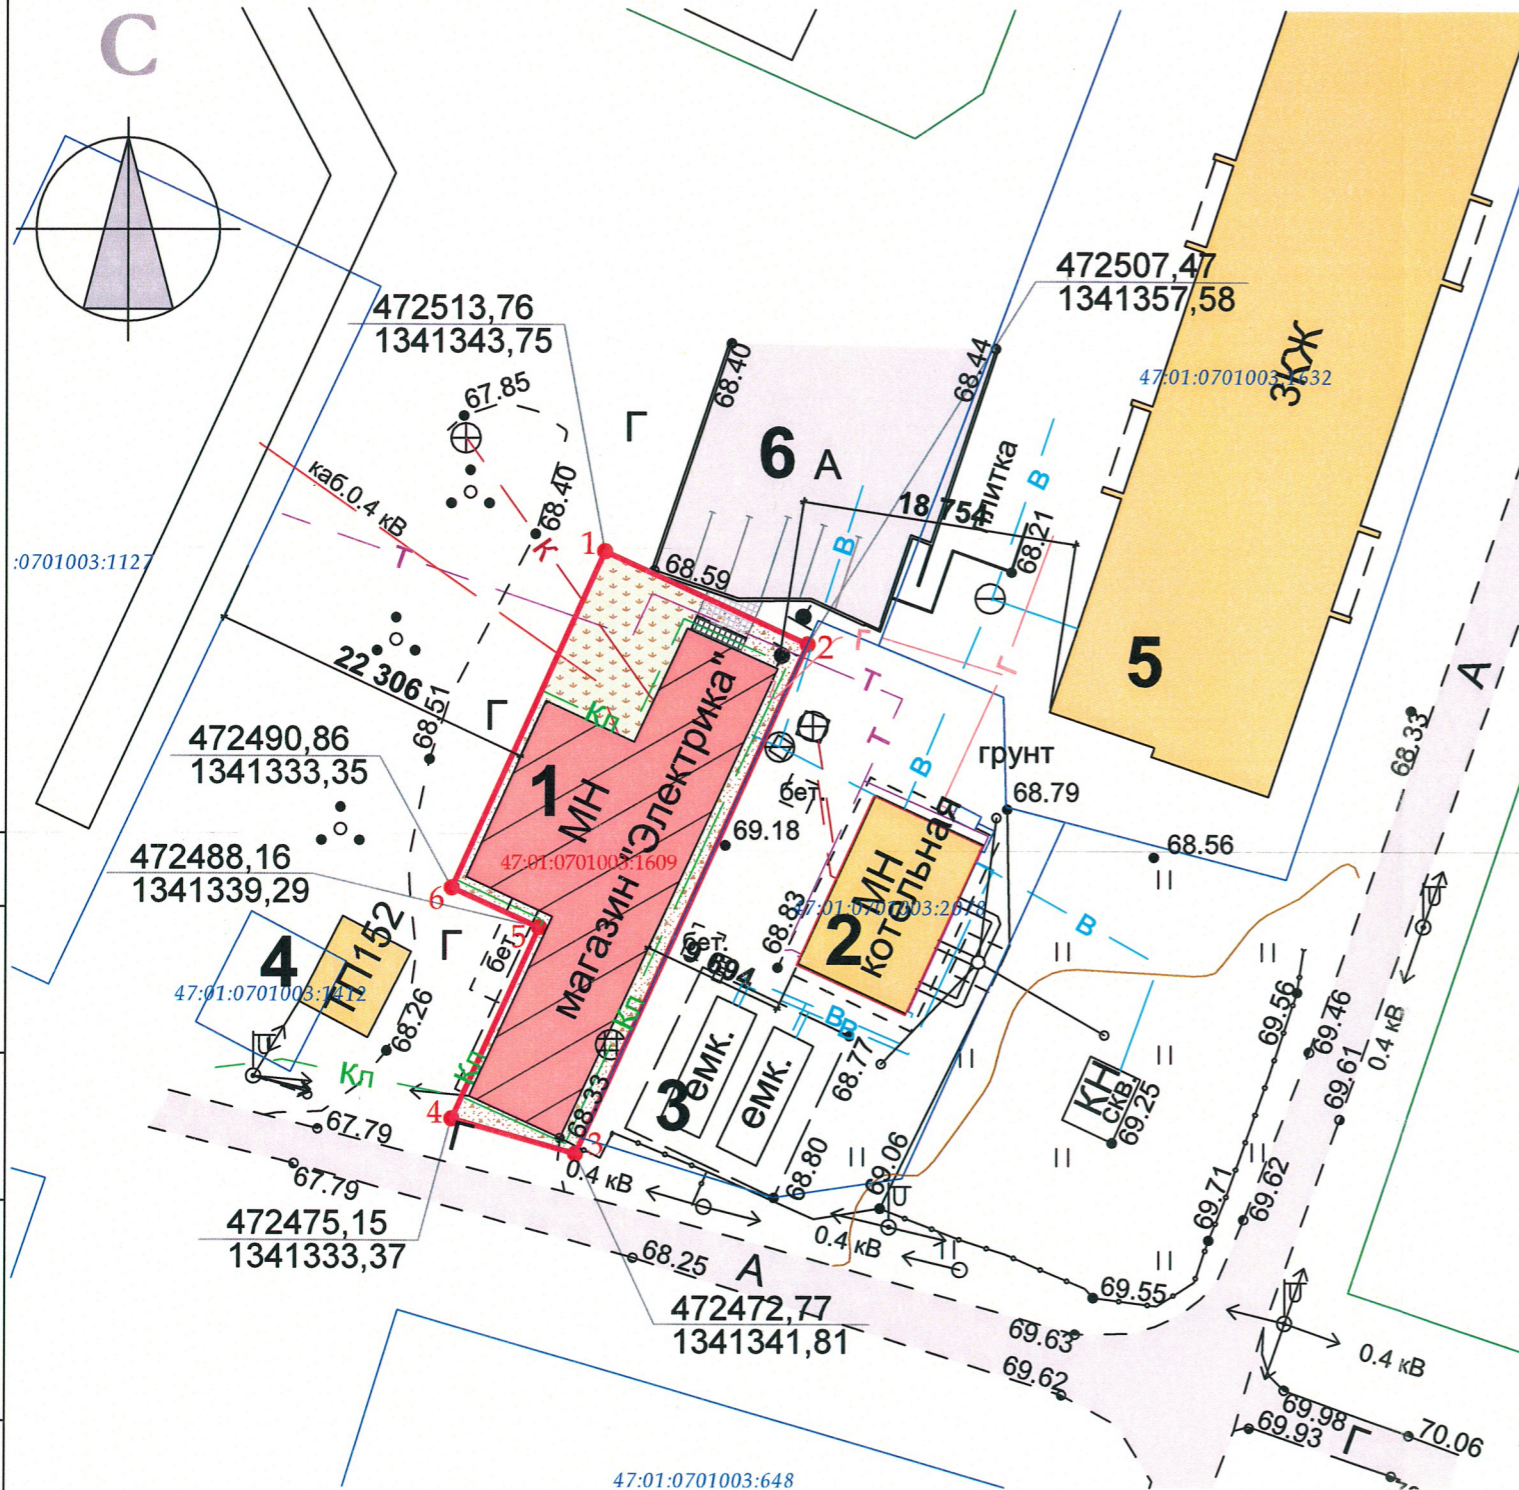 С
472507,47
1341357,58
472513,76
1341343,75
68.40
68.44
ЗКЖ
47:01:0701003:1632
67.85
Г
6 А
плитка
В
каб.0.4 кВ
68.40
18 754
Т
К
1
В
68.21
:0701003:1127
68.59
2
Г
Г
Т
5
А
22 306
68.51
Г
Кл
Т
В
68.33
472490,86
1341333,35
грунт
бет.
68.79
1
МН
магазин "Электрика"
47:01:0701003:1609
69.18
68.56
472488,16
1341339,29
6
5
Г
бет.
2
МН
котельная
47:01:0701003:2078
В
U
4
ТП152
47:01:0701003:1412
бет.
9 694
68.83
68.26
Кл
ВВ
69.56
69.46
0.4 кВ
U
Кл
Кл
3
емк.
емк.
68.77
КН
скв.
69.25
69.61
4
Г
68.33
3
67.79
67.79
0.4 кВ
68.80
69.06
U
69.71
69.62
472475,15
1341333,37
68.25
А
0.4 кВ
69.55
U
472472,77
1341341,81
69.63
0.4 кВ
69.62
69.98
69.93
Г
70.06
47:01:0701003:648